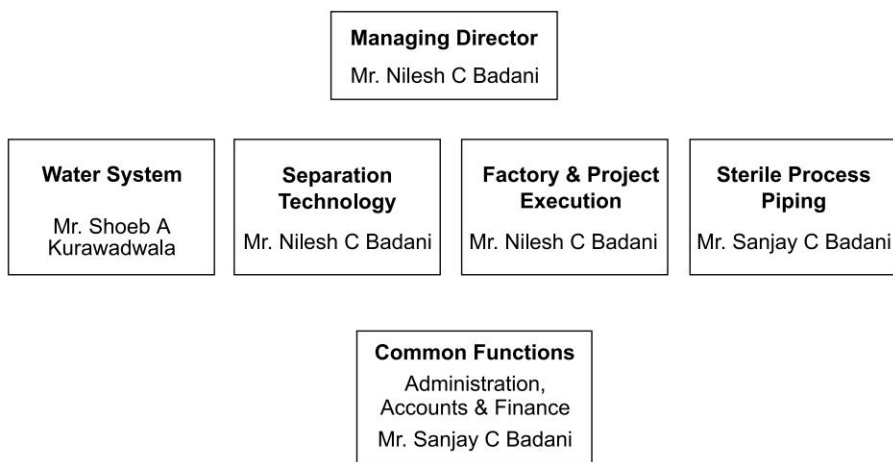 Managing Director
Mr. Nilesh C Badani
Water System
Mr. Shoeb A
Kurawadwala
Separation
Technology
Mr. Nilesh C Badani
Factory & Project
Execution
Mr. Nilesh C Badani
Sterile Process
Piping
Mr. Sanjay C Badani
Common Functions
Administration,
Accounts & Finance
Mr. Sanjay C Badani